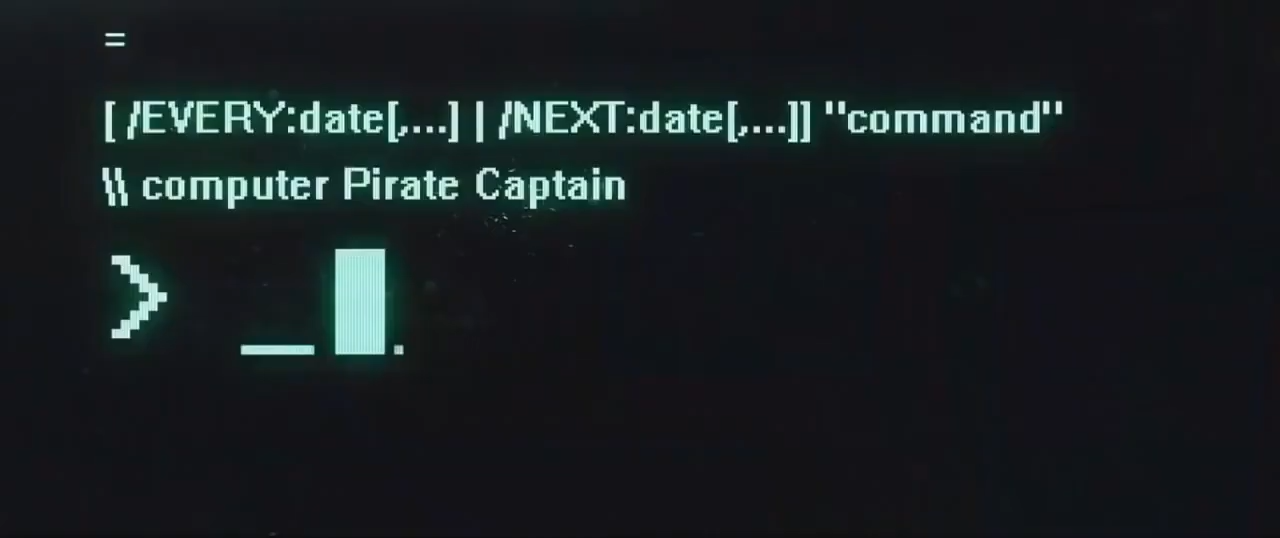 =
[ /EVERY:date[,...] | /NEXT:date[,...]] "command"
\\ computer Pirate Captain
> _█.